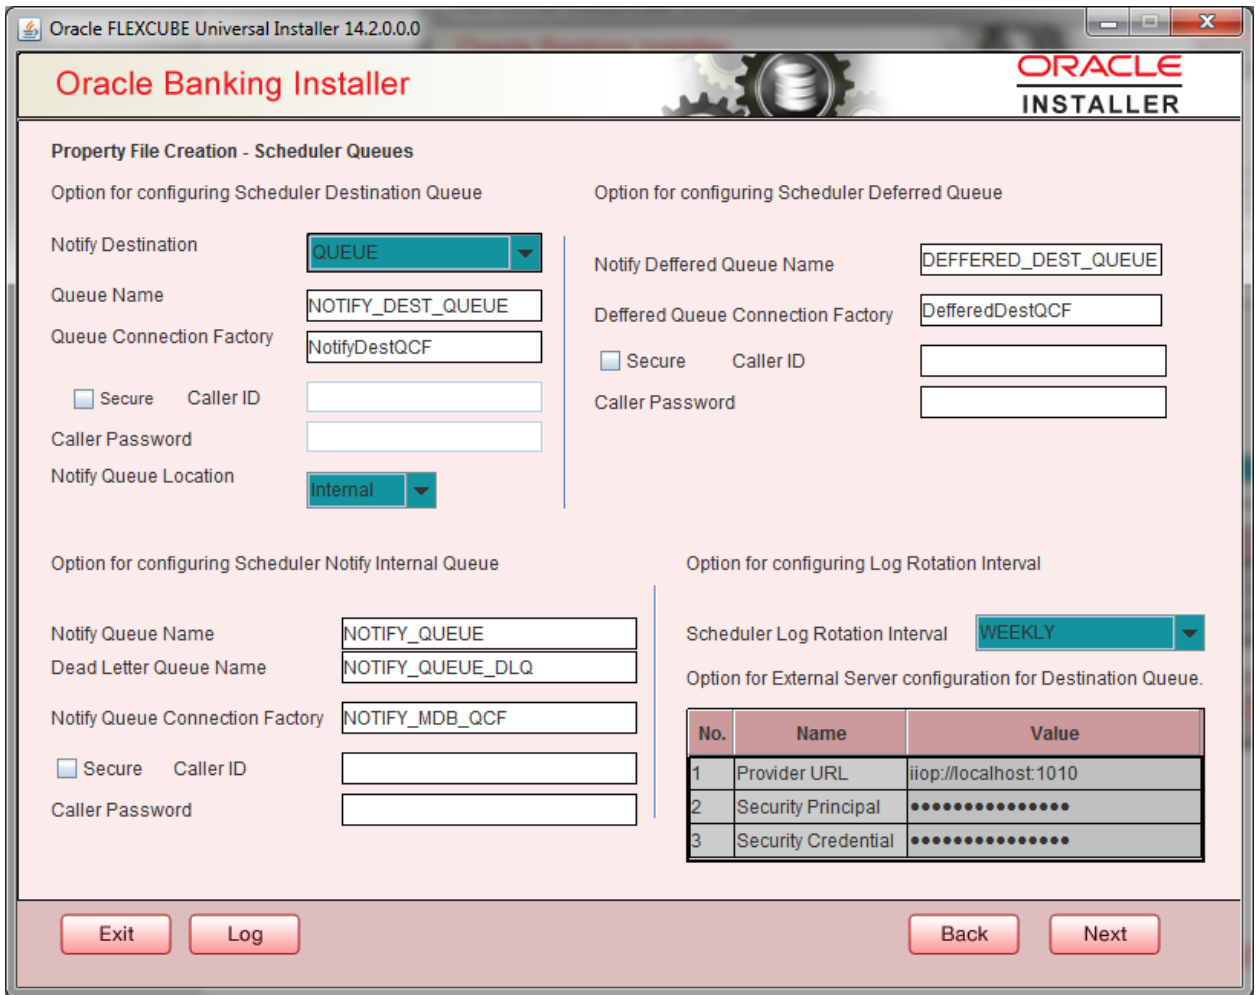 Oracle FLEXCUBE Universal Installer 14.2.0.0.0
Oracle Banking Installer
ORACLE
INSTALLER
Property File Creation - Scheduler Queues
Option for configuring Scheduler Destination Queue
Notify Destination
QUEUE
Queue Name
NOTIFY_DEST_QUEUE
Queue Connection Factory
NotifyDestQCF
Secure Caller ID
Caller Password
Notify Queue Location
Internal
Option for configuring Scheduler Deferred Queue
Notify Deffered Queue Name
DEFFERED_DEST_QUEUE
Deffered Queue Connection Factory
DefferedDestQCF
Secure Caller ID
Caller Password
Option for configuring Scheduler Notify Internal Queue
Notify Queue Name
NOTIFY_QUEUE
Dead Letter Queue Name
NOTIFY_QUEUE_DLQ
Notify Queue Connection Factory
NOTIFY_MDB_QCF
Secure Caller ID
Caller Password
Option for configuring Log Rotation Interval
Scheduler Log Rotation Interval
WEEKLY
Option for External Server configuration for Destination Queue.
No. Name Value
1 Provider URL iiop://localhost:1010
2 Security Principal •••••••••••••••
3 Security Credential •••••••••••••••
Exit
Log
Back
Next